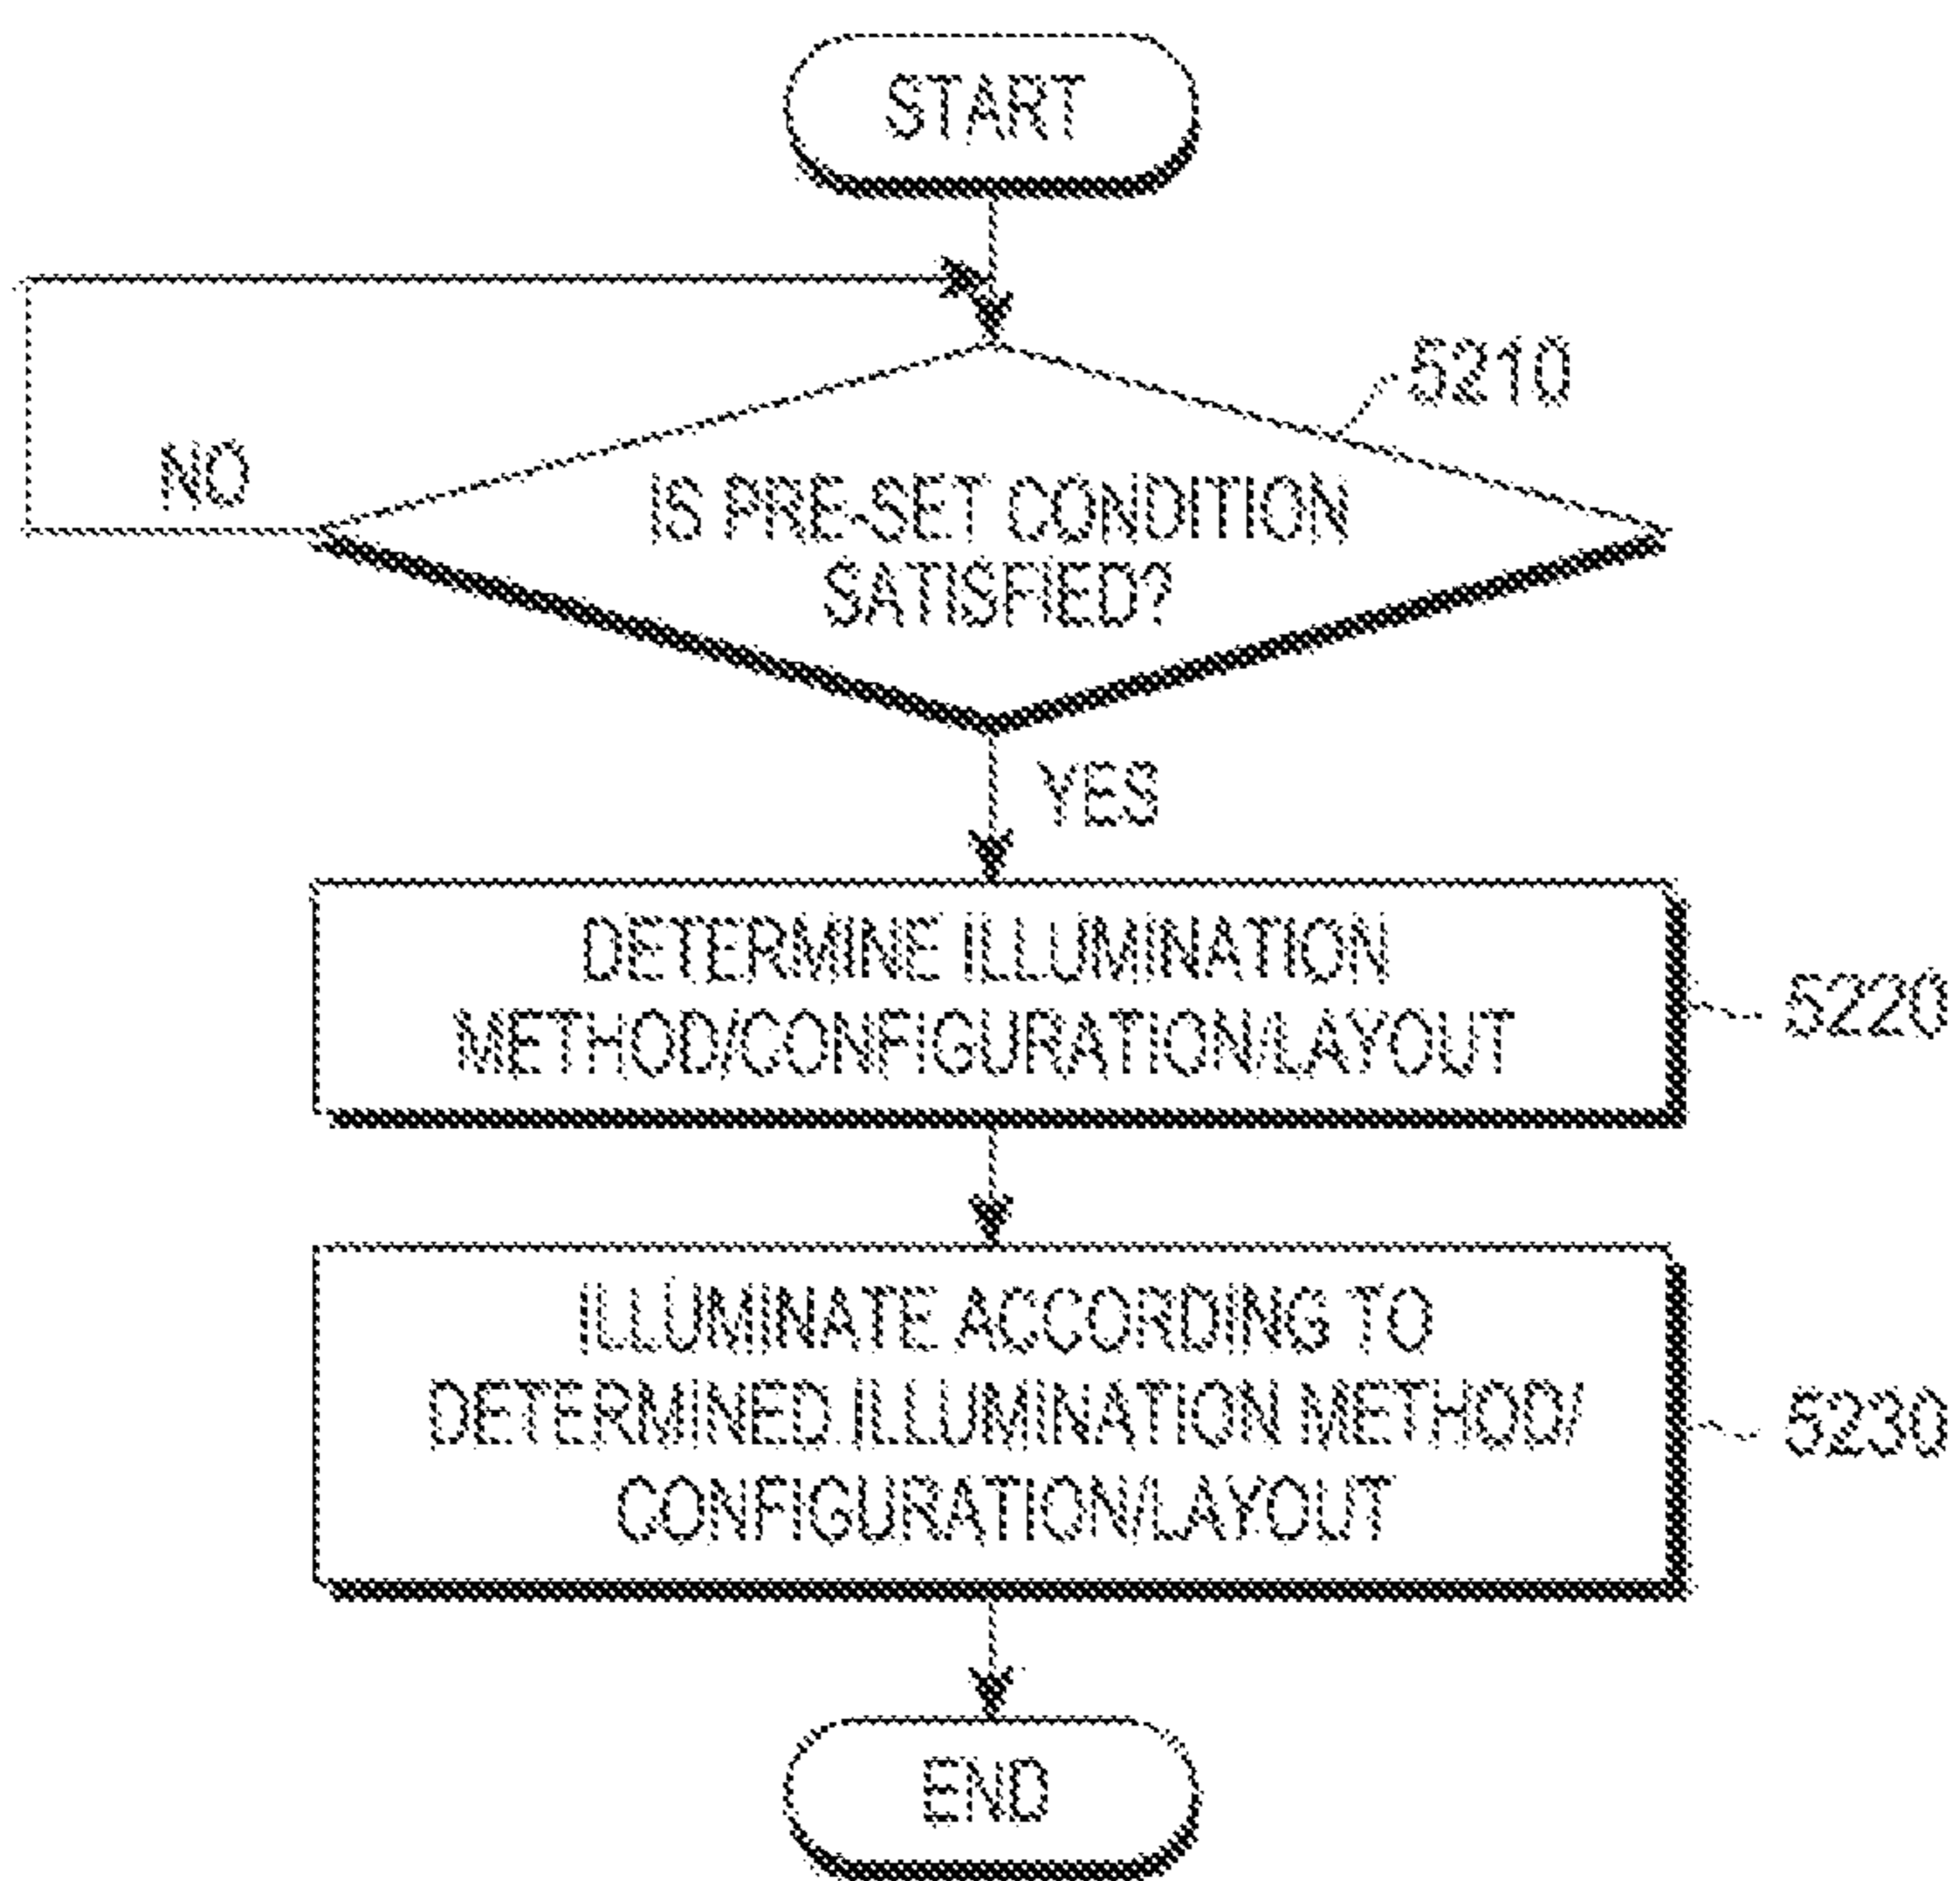 START
5210
NO
IS PRE-SET CONDITION
SATISFIED?
YES
DETERMINE ILLUMINATION
METHOD/CONFIGURATION/LAYOUT
5220
ILLUMINATE ACCORDING TO
DETERMINED ILLUMINATION METHOD/
CONFIGURATION/LAYOUT
5230
END